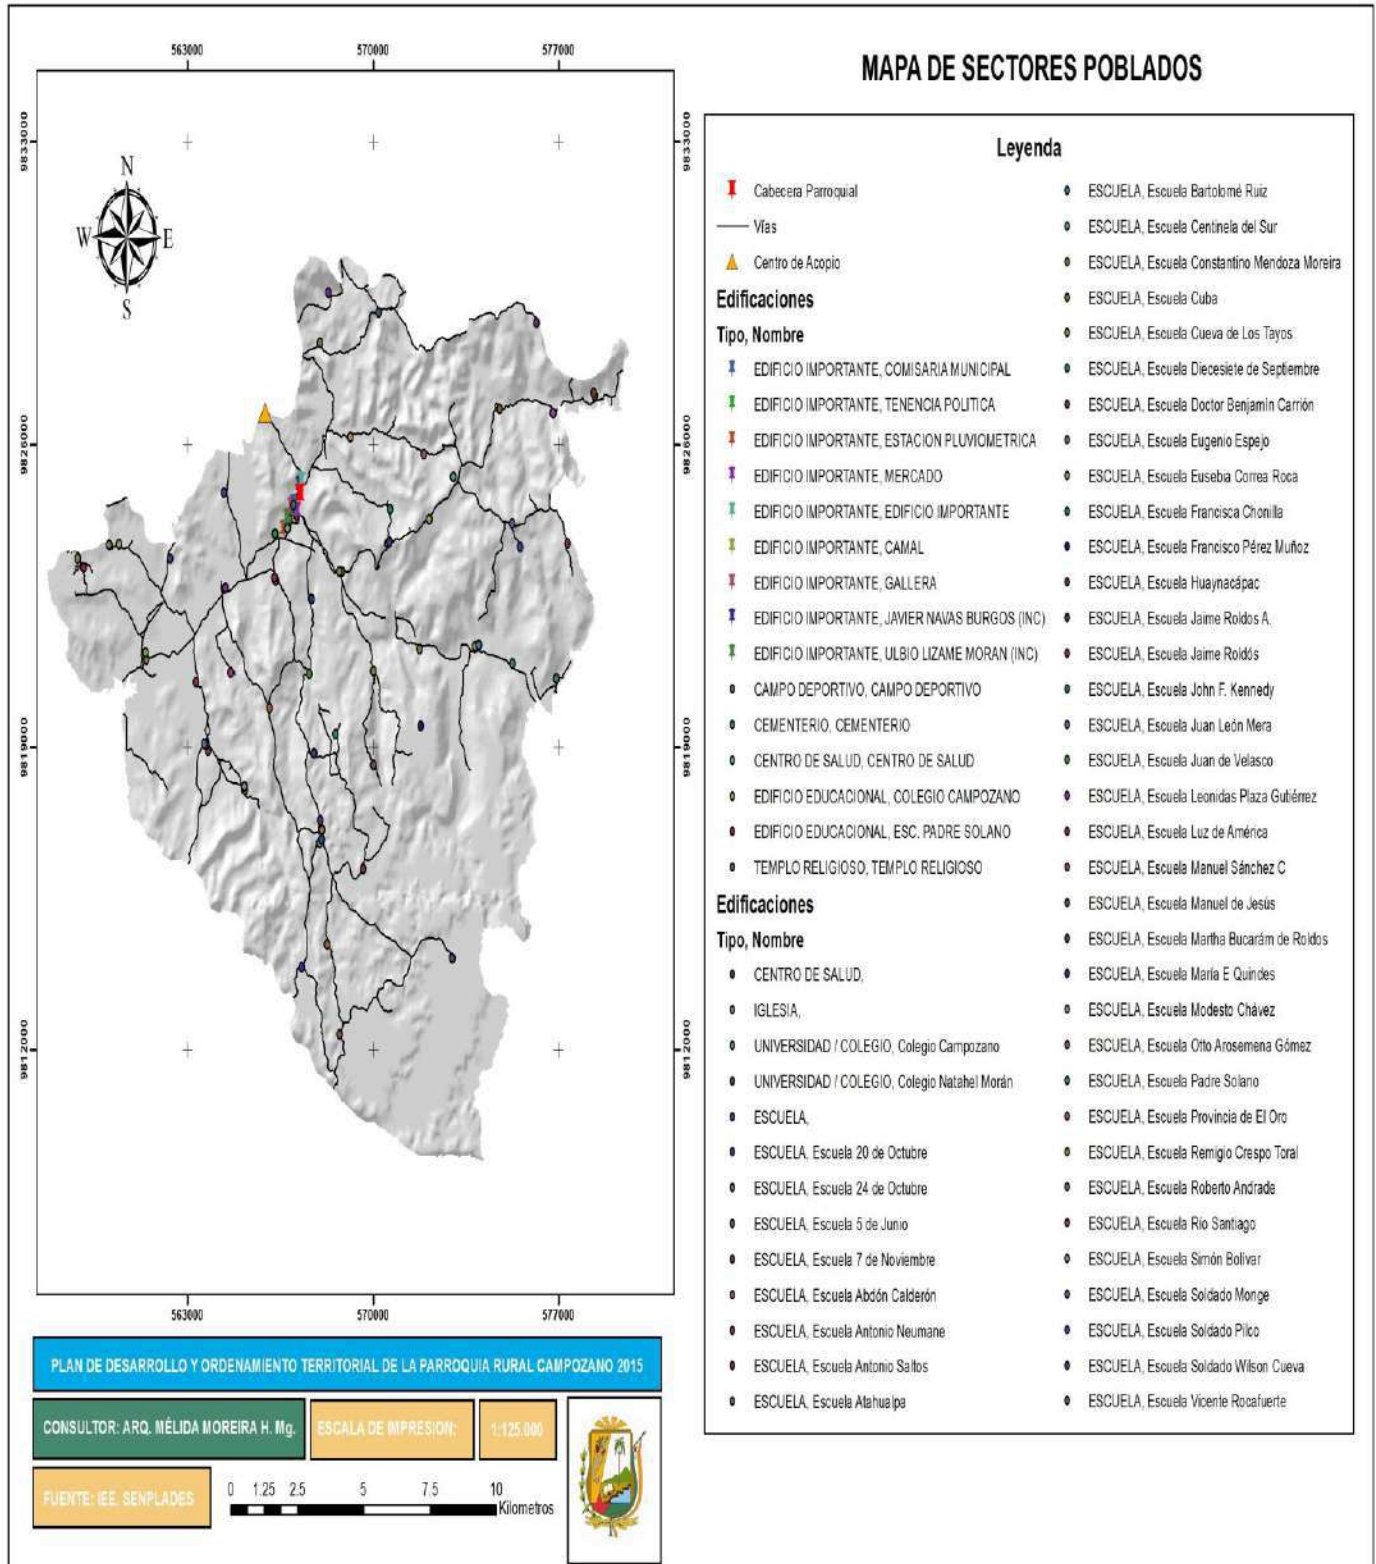 563000
570000
577000
MAPA DE SECTORES POBLADOS
9833000
9833000
N
W
E
S
9826000
9826000
9819000
9819000
9812000
9812000
563000
570000
577000
Leyenda
Cabecera Parroquial
Vías
Centro de Acopio
Edificaciones
Tipo, Nombre
EDIFICIO IMPORTANTE, COMISARIA MUNICIPAL
EDIFICIO IMPORTANTE, TENENCIA POLITICA
EDIFICIO IMPORTANTE, ESTACION PLUVIOMETRICA
EDIFICIO IMPORTANTE, MERCADO
EDIFICIO IMPORTANTE, EDIFICIO IMPORTANTE
EDIFICIO IMPORTANTE, CAMAL
EDIFICIO IMPORTANTE, GALLERA
EDIFICIO IMPORTANTE, JAVIER NAVAS BURGOS (INC)
EDIFICIO IMPORTANTE, ULBIO LIZAME MORAN (INC)
CAMPO DEPORTIVO, CAMPO DEPORTIVO
CEMENTERIO, CEMENTERIO
CENTRO DE SALUD, CENTRO DE SALUD
EDIFICIO EDUCACIONAL, COLEGIO CAMPOZANO
EDIFICIO EDUCACIONAL, ESC. PADRE SOLANO
TEMPLO RELIGIOSO, TEMPLO RELIGIOSO
Edificaciones
Tipo, Nombre
CENTRO DE SALUD,
IGLESIA,
UNIVERSIDAD / COLEGIO, Colegio Campozano
UNIVERSIDAD / COLEGIO, Colegio Natahel Morán
ESCUELA,
ESCUELA, Escuela 20 de Octubre
ESCUELA, Escuela 24 de Octubre
ESCUELA, Escuela 5 de Junio
ESCUELA, Escuela 7 de Noviembre
ESCUELA, Escuela Abdón Calderón
ESCUELA, Escuela Antonio Neumane
ESCUELA, Escuela Antonio Saltos
ESCUELA, Escuela Atahualpa
ESCUELA, Escuela Bartolomé Ruiz
ESCUELA, Escuela Centinela del Sur
ESCUELA, Escuela Constantino Mendoza Moreira
ESCUELA, Escuela Cuba
ESCUELA, Escuela Cueva de Los Tayos
ESCUELA, Escuela Diecesiete de Septiembre
ESCUELA, Escuela Doctor Benjamín Carrión
ESCUELA, Escuela Eugenio Espejo
ESCUELA, Escuela Eusebia Correa Roca
ESCUELA, Escuela Francisca Chonilla
ESCUELA, Escuela Francisco Pérez Muñoz
ESCUELA, Escuela Huaynacápac
ESCUELA, Escuela Jaime Roldos A.
ESCUELA, Escuela Jaime Roldós
ESCUELA, Escuela John F. Kennedy
ESCUELA, Escuela Juan León Mera
ESCUELA, Escuela Juan de Velasco
ESCUELA, Escuela Leonidas Plaza Gutiérrez
ESCUELA, Escuela Luz de América
ESCUELA, Escuela Manuel Sánchez C
ESCUELA, Escuela Manuel de Jesús
ESCUELA, Escuela Martha Bucarám de Roldos
ESCUELA, Escuela María E Quindes
ESCUELA, Escuela Modesto Chávez
ESCUELA, Escuela Otto Arosemena Gómez
ESCUELA, Escuela Padre Solano
ESCUELA, Escuela Provincia de El Oro
ESCUELA, Escuela Remigio Crespo Toral
ESCUELA, Escuela Roberto Andrade
ESCUELA, Escuela Río Santiago
ESCUELA, Escuela Simón Bolívar
ESCUELA, Escuela Soldado Monge
ESCUELA, Escuela Soldado Pilco
ESCUELA, Escuela Soldado Wilson Cueva
ESCUELA, Escuela Vicente Rocafuerte
PLAN DE DESARROLLO Y ORDENAMIENTO TERRITORIAL DE LA PARROQUIA RURAL CAMPOZANO 2015
CONSULTOR: ARQ. MÉLIDA MOREIRA H. Mg.
ESCALA DE IMPRESION:
1:125.000
FUENTE: IEE, SENPLADES
0 1.25 2.5 5 7.5 10
Kilometros